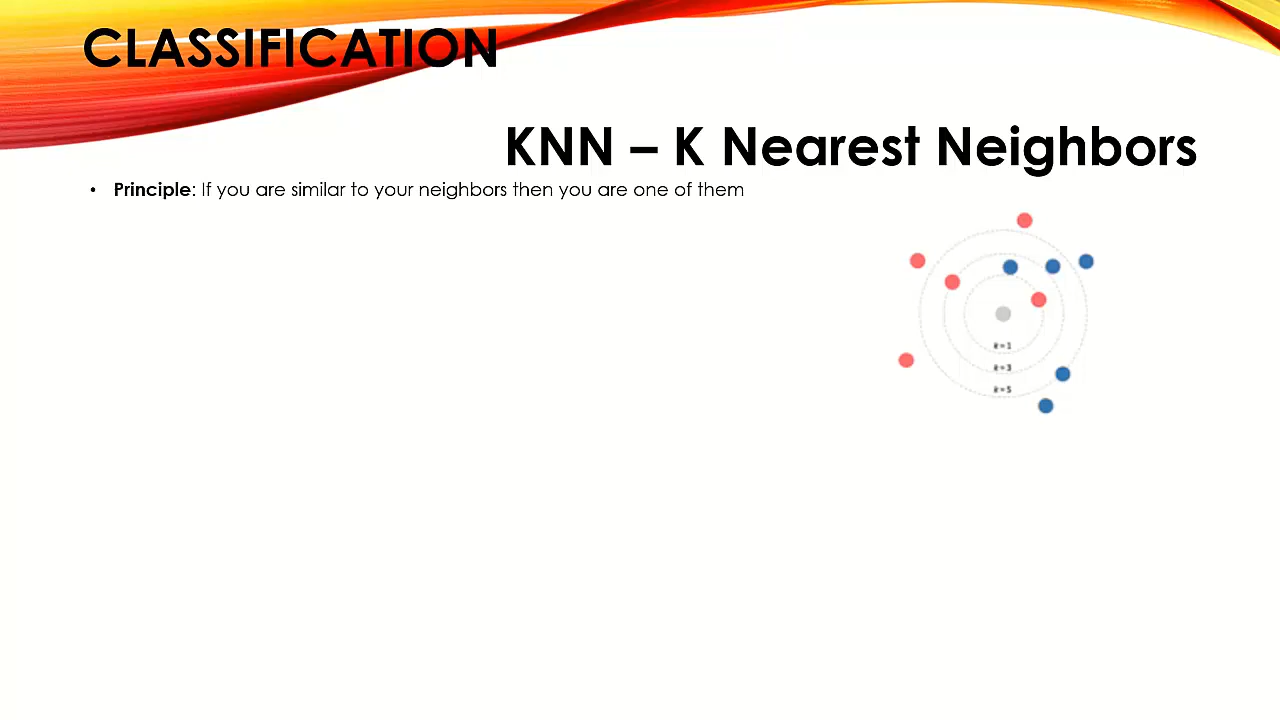 CLASSIFICATION
KNN – K Nearest Neighbors
• Principle: If you are similar to your neighbors then you are one of them
k=1
k=3
k=5